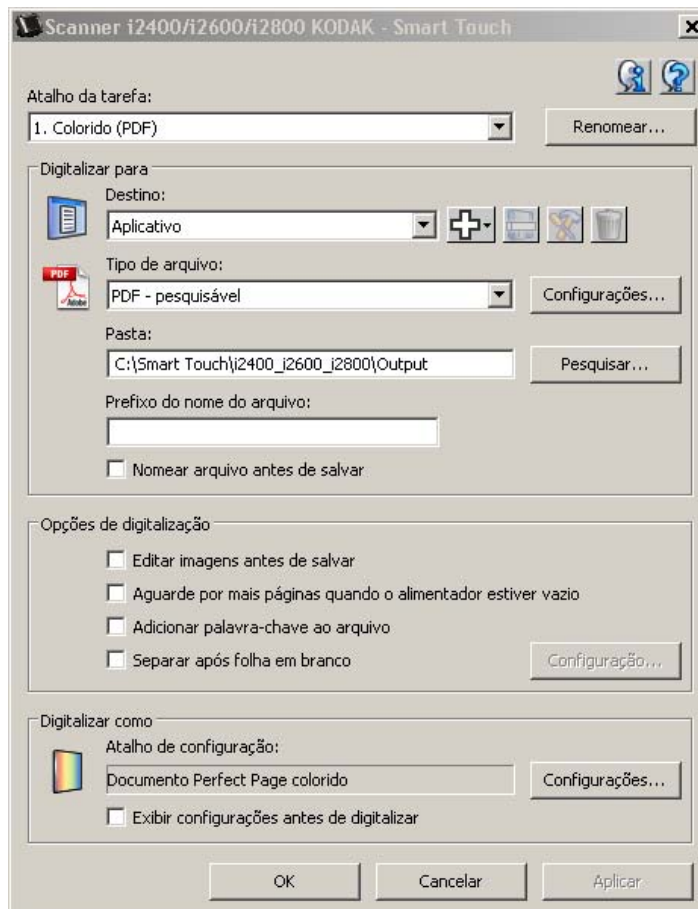 Scanner i2400/i2600/i2800 KODAK - Smart Touch
Atalho da tarefa:
1. Colorido (PDF)
Renomear...
Digitalizar para
Destino:
Aplicativo
Tipo de arquivo:
PDF
Adobe
PDF - pesquisável
Configurações...
Pasta:
C:\Smart Touch\i2400_i2600_i2800\Output
Pesquisar...
Prefixo do nome do arquivo:
Nomear arquivo antes de salvar
Opções de digitalização
Editar imagens antes de salvar
Aguarde por mais páginas quando o alimentador estiver vazio
Adicionar palavra-chave ao arquivo
Separar após folha em branco
Configuração...
Digitalizar como
Atalho de configuração:
Documento Perfect Page colorido
Configurações...
Exibir configurações antes de digitalizar
OK
Cancelar
Aplicar